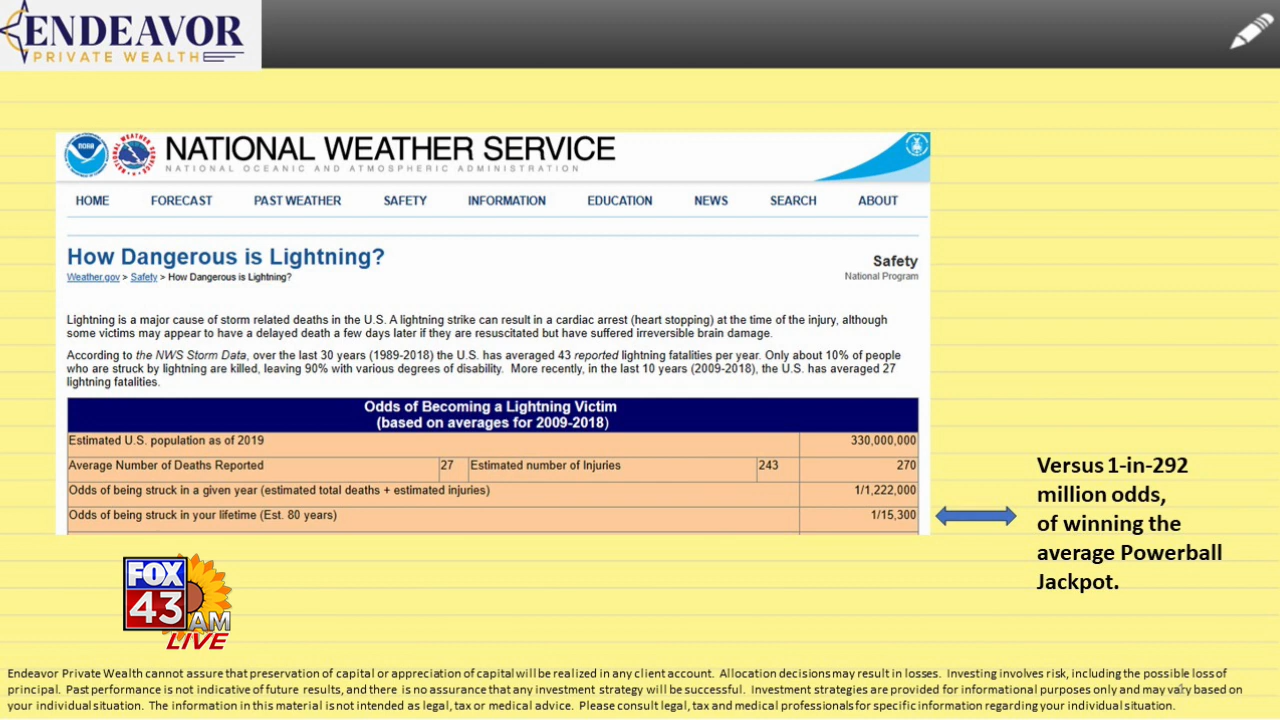 ENDEAVOR
PRIVATE WEALTH
NATIONAL WEATHER SERVICE
NATIONAL OCEANIC AND ATMOSPHERIC ADMINISTRATION
HOME FORECAST PAST WEATHER SAFETY INFORMATION EDUCATION NEWS SEARCH ABOUT
How Dangerous is Lightning?
Weather.gov > Safety > How Dangerous is Lightning?
Safety
National Program
Lightning is a major cause of storm related deaths in the U.S. A lightning strike can result in a cardiac arrest (heart stopping) at the time of the injury, although
some victims may appear to have a delayed death a few days later if they are resuscitated but have suffered irreversible brain damage.
According to the NWS Storm Data, over the last 30 years (1989-2018) the U.S. has averaged 43 reported lightning fatalities per year. Only about 10% of people
who are struck by lightning are killed, leaving 90% with various degrees of disability. More recently, in the last 10 years (2009-2018), the U.S. has averaged 27
lightning fatalities.
Odds of Becoming a Lightning Victim
(based on averages for 2009-2018)
Estimated U.S. population as of 2019 330,000,000
Average Number of Deaths Reported 27 Estimated number of Injuries 243 270
Odds of being struck in a given year (estimated total deaths + estimated injuries) 1/1,222,000
Odds of being struck in your lifetime (Est. 80 years) 1/15,300
Versus 1-in-292
million odds,
of winning the
average Powerball
Jackpot.
FOX
43
AM
LIVE
Endeavor Private Wealth cannot assure that preservation of capital or appreciation of capital will be realized in any client account. Allocation decisions may result in losses. Investing involves risk, including the possible loss of
principal. Past performance is not indicative of future results, and there is no assurance that any investment strategy will be successful. Investment strategies are provided for informational purposes only and may vary based on
your individual situation. The information in this material is not intended as legal, tax or medical advice. Please consult legal, tax and medical professionals for specific information regarding your individual situation.